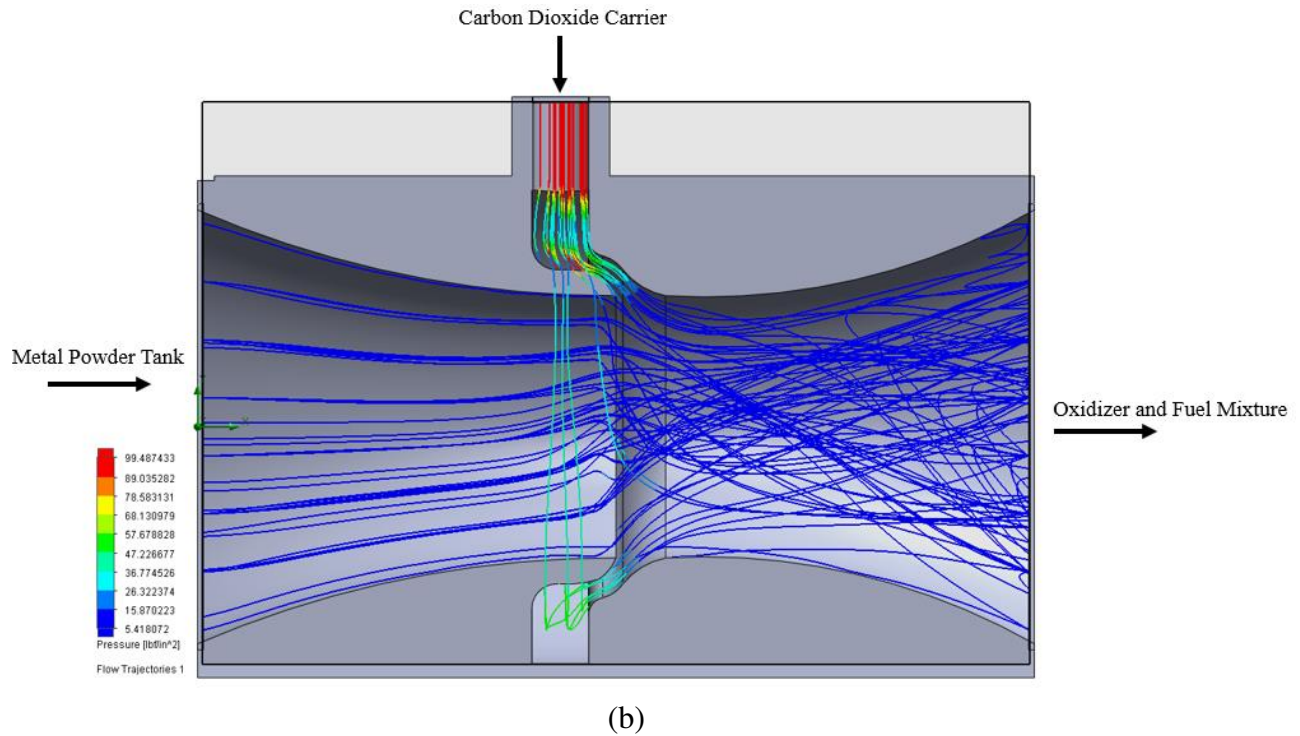 Carbon Dioxide Carrier
Metal Powder Tank
Oxidizer and Fuel Mixture
99.487433
89.035282
78.583131
68.130979
57.678828
47.226677
36.774526
26.322374
15.870223
5.418072
Pressure [lbf/in^2]
Flow Trajectories 1
(b)